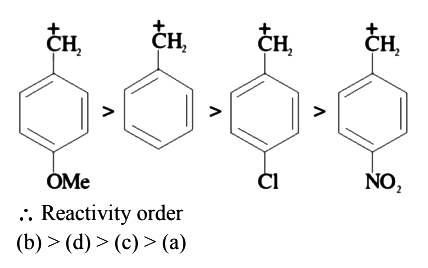 +CH₂ +CH₂ +CH₂ +CH₂
> > >
OMe Cl NO₂
∴ Reactivity order
(b) > (d) > (c) > (a)